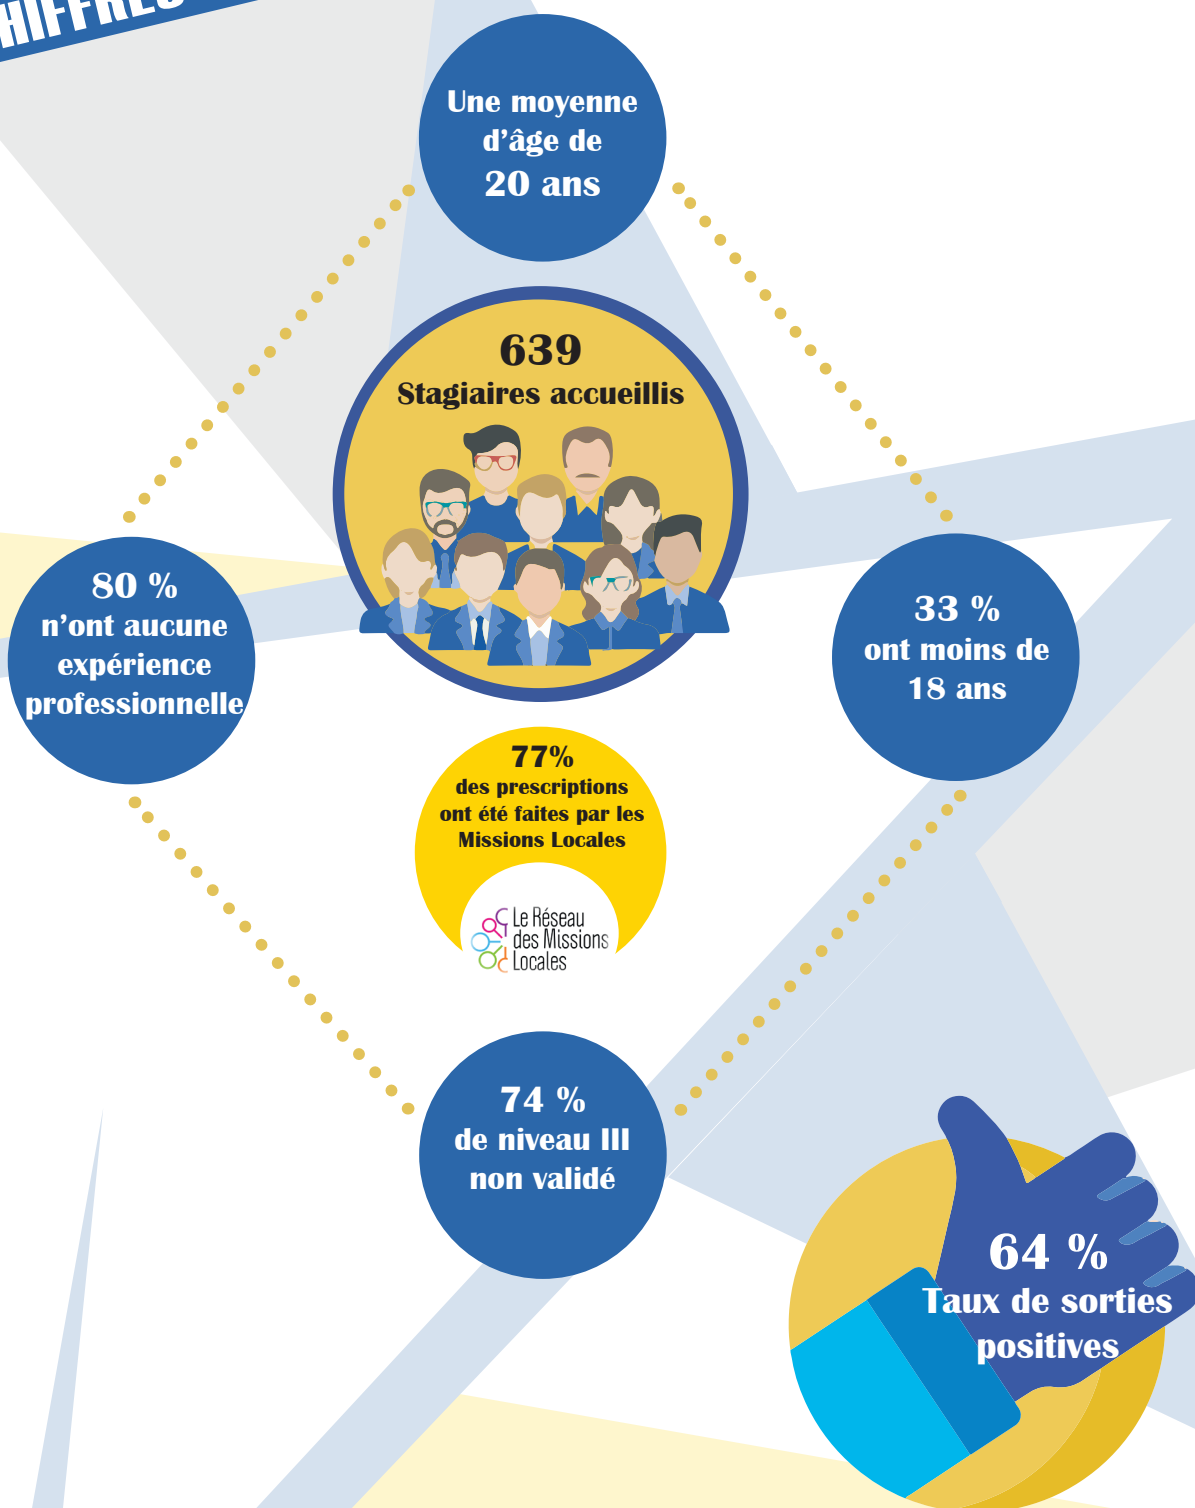 Une moyenne
d'âge de
20 ans
639
Stagiaires accueillis
80 %
n'ont aucune
expérience
professionnelle
33 %
ont moins de
18 ans
77%
des prescriptions
ont été faites par les
Missions Locales
Le Réseau
des Missions
Locales
74 %
de niveau III
non validé
64 %
Taux de sorties
positives